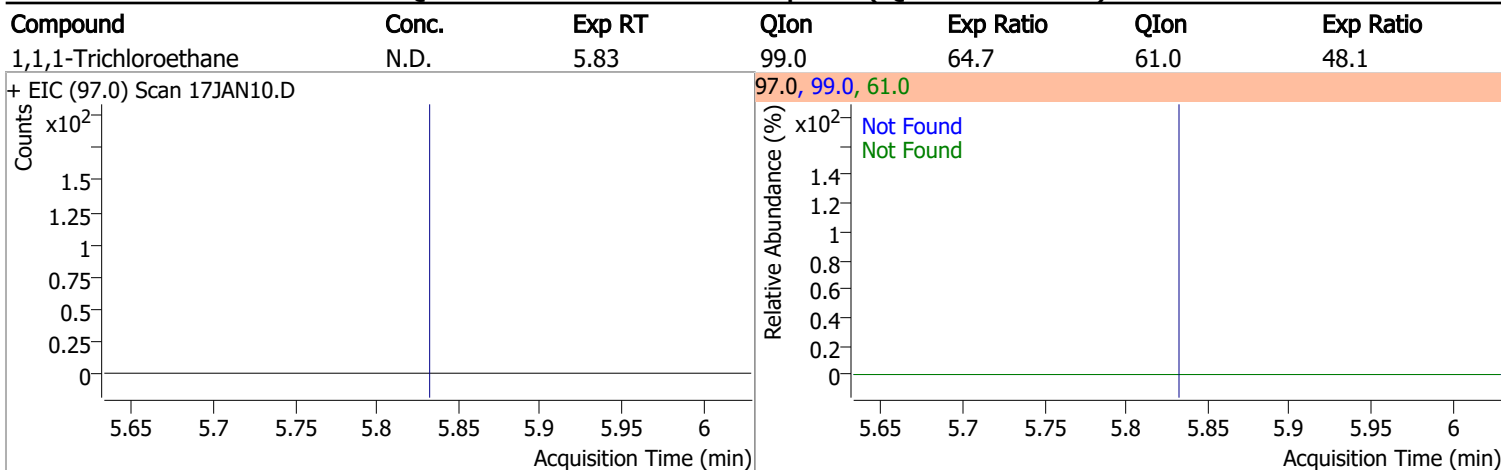 Compound Conc. Exp RT QIon Exp Ratio QIon Exp Ratio
1,1,1-Trichloroethane N.D. 5.83 99.0 64.7 61.0 48.1
+ EIC (97.0) Scan 17JAN10.D
Counts
x10²
1.5
1.25
1
0.75
0.5
0.25
0
5.65 5.7 5.75 5.8 5.85 5.9 5.95 6
Acquisition Time (min)
97.0, 99.0, 61.0
Relative Abundance (%)
x10²
Not Found
Not Found
1.4
1.2
1
0.8
0.6
0.4
0.2
0
5.65 5.7 5.75 5.8 5.85 5.9 5.95 6
Acquisition Time (min)